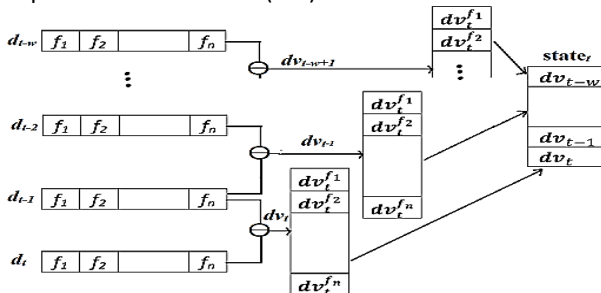 d_{t-w} f_1 f_2 f_n
dv_{t-w+1}
dv_t^{f_1}
dv_t^{f_2}
⋮
state_t
dv_{t-w}
dv_{t-1}
dv_t
...
d_{t-2} f_1 f_2 f_n
dv_{t-1}
dv_t^{f_1}
dv_t^{f_2}
dv_t^{f_n}
d_{t-1} f_1 f_2 f_n
dv_t
dv_t^{f_1}
dv_t^{f_2}
dv_t^{f_n}
d_t f_1 f_2 f_n